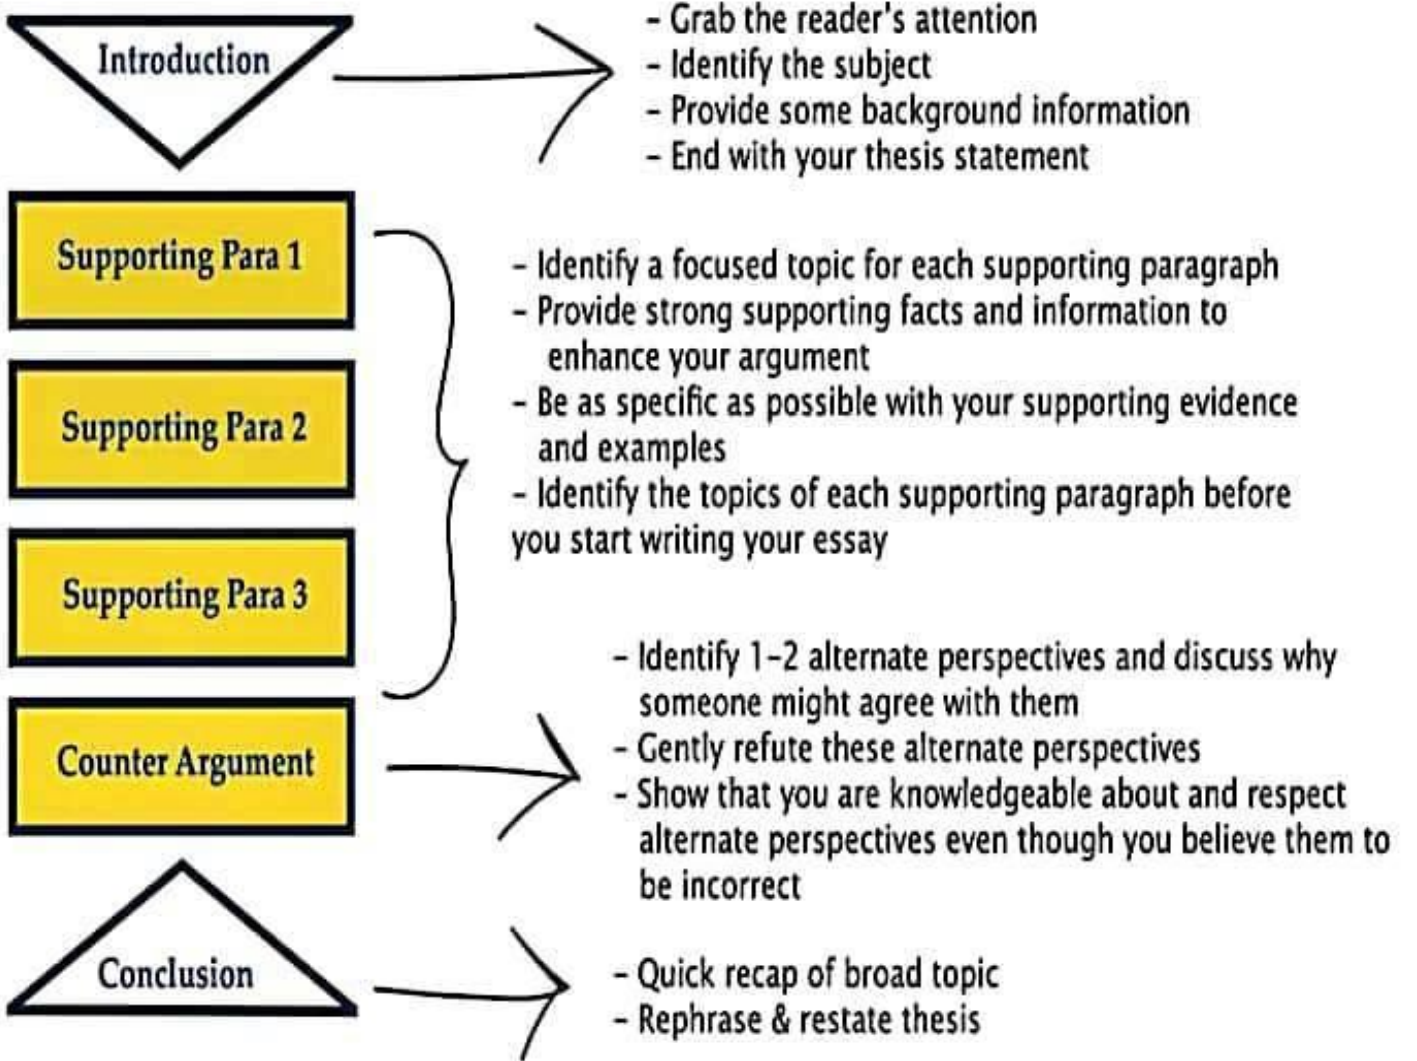 Introduction
- Grab the reader's attention
- Identify the subject
- Provide some background information
- End with your thesis statement
Supporting Para 1
Supporting Para 2
Supporting Para 3
- Identify a focused topic for each supporting paragraph
- Provide strong supporting facts and information to
enhance your argument
- Be as specific as possible with your supporting evidence
and examples
- Identify the topics of each supporting paragraph before
you start writing your essay
Counter Argument
- Identify 1-2 alternate perspectives and discuss why
someone might agree with them
- Gently refute these alternate perspectives
- Show that you are knowledgeable about and respect
alternate perspectives even though you believe them to
be incorrect
Conclusion
- Quick recap of broad topic
- Rephrase & restate thesis